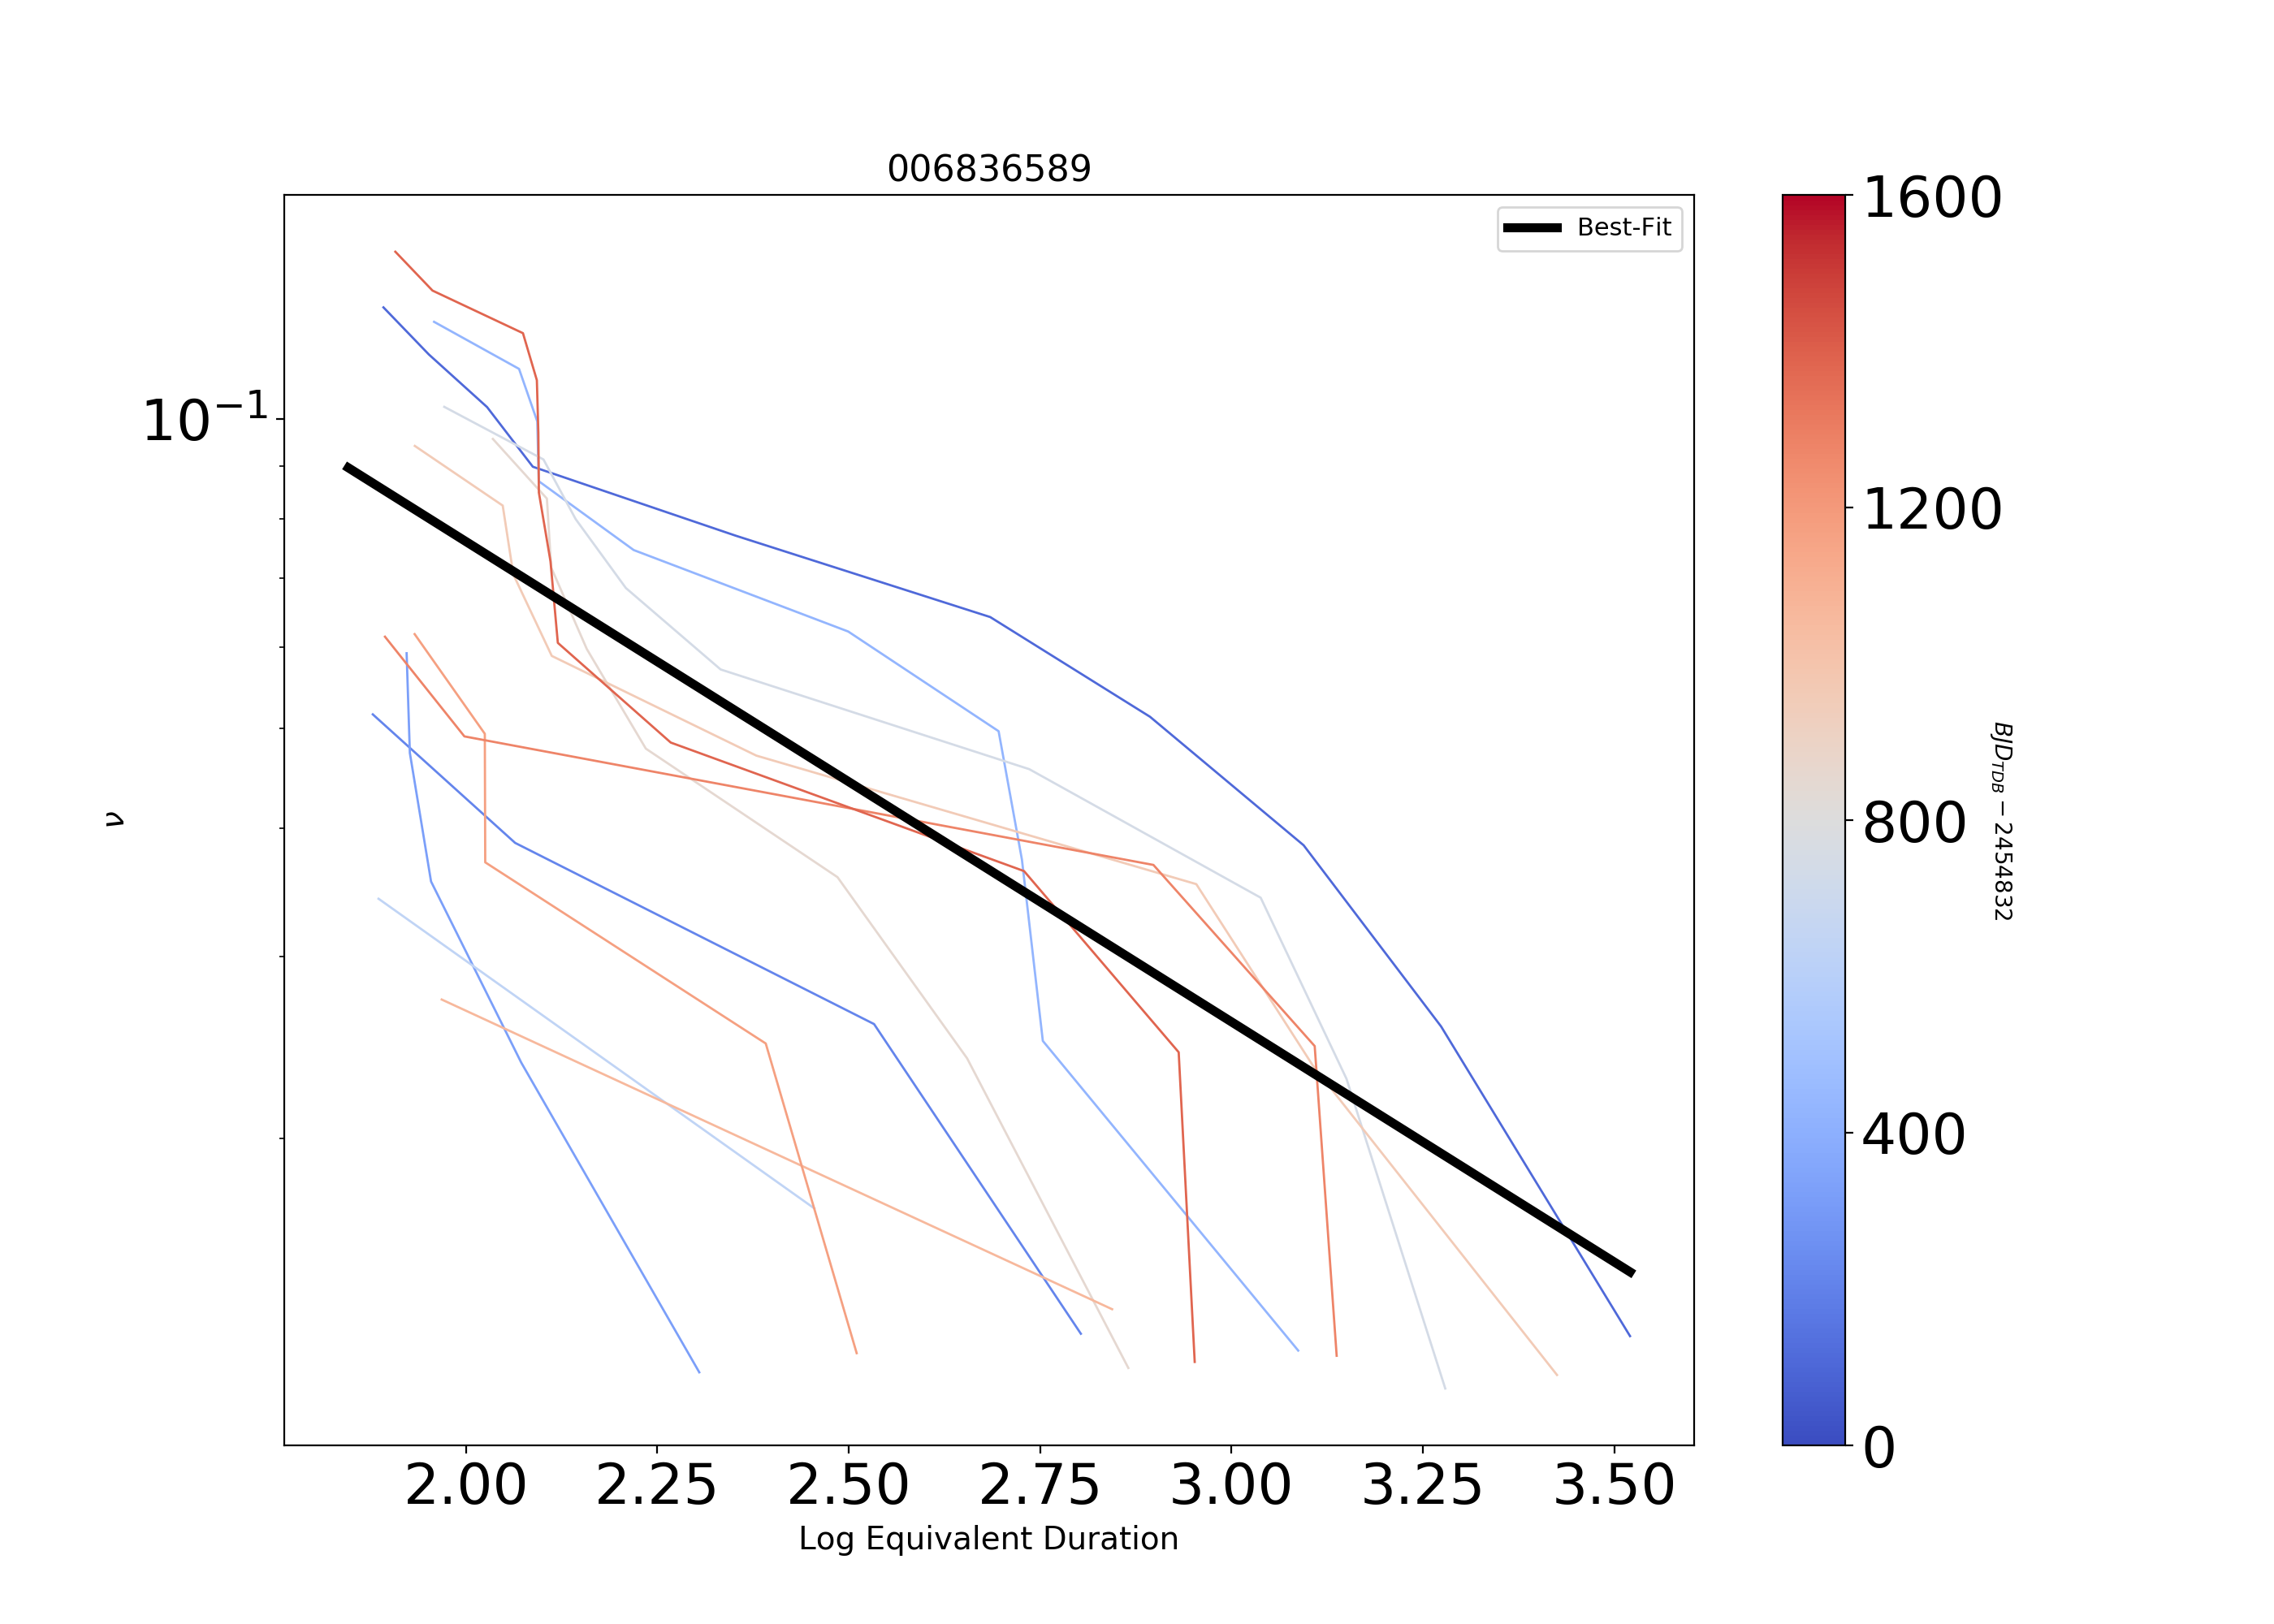 006836589
Best-Fit
10⁻¹
ν
2.00 2.25 2.50 2.75 3.00 3.25 3.50
Log Equivalent Duration
1600
1200
800
400
0
BJD_TDB − 2454832